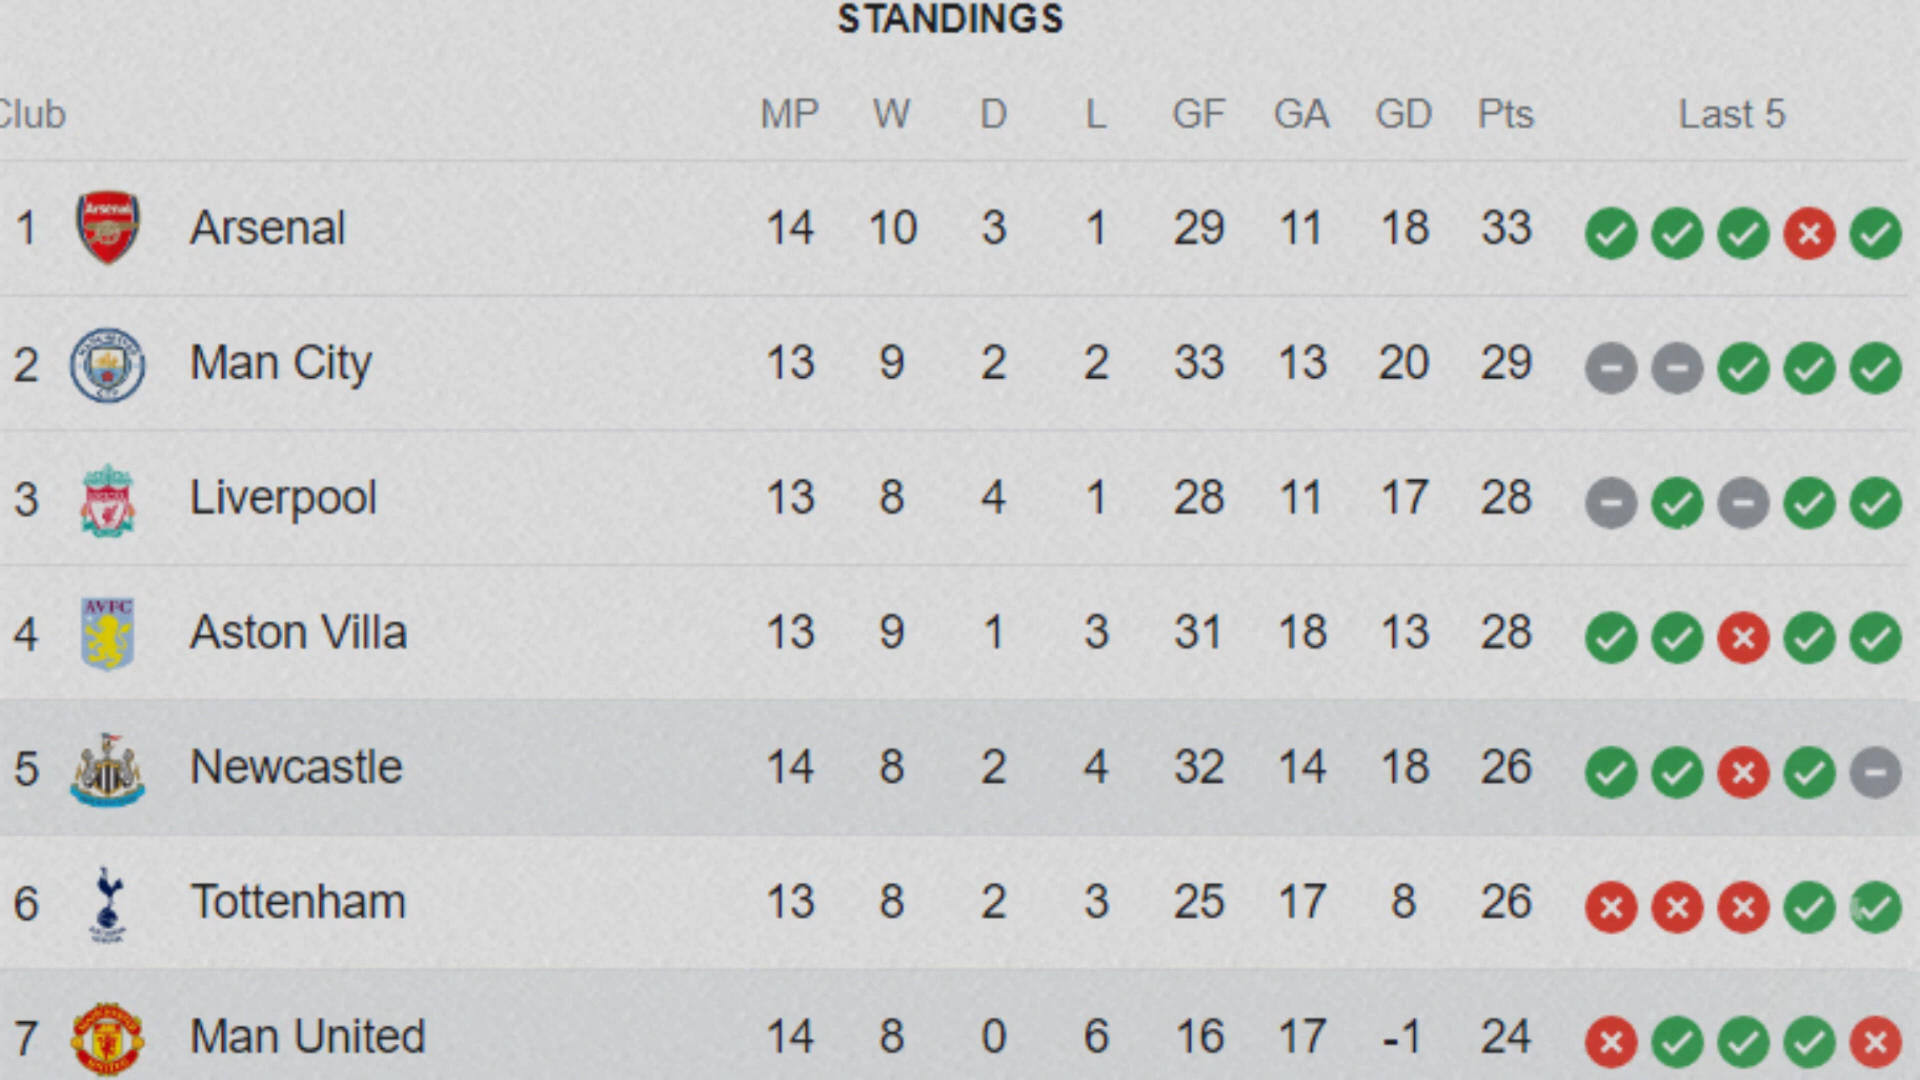 STANDINGS
Club MP W D L GF GA GD Pts Last 5
1 Arsenal Arsenal 14 10 3 1 29 11 18 33
2 Man City 13 9 2 2 33 13 20 29
3 Liverpool 13 8 4 1 28 11 17 28
4 AVFC Aston Villa 13 9 1 3 31 18 13 28
5 Newcastle 14 8 2 4 32 14 18 26
6 Tottenham 13 8 2 3 25 17 8 26
7 Man United 14 8 0 6 16 17 -1 24